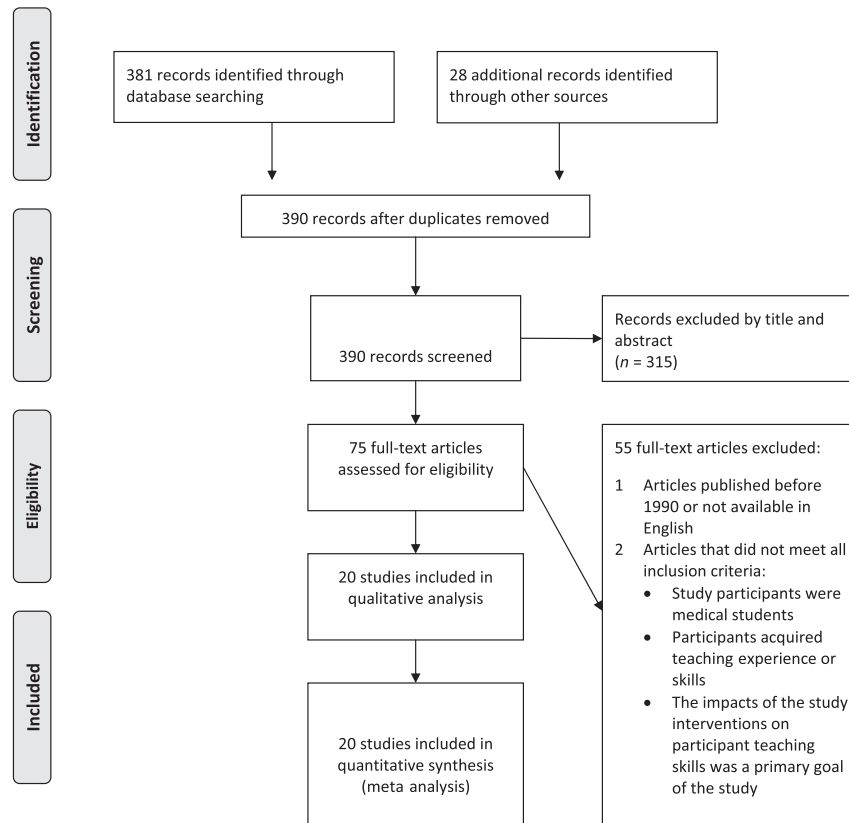 Identification
381 records identified through
database searching
28 additional records identified
through other sources
390 records after duplicates removed
Screening
390 records screened
Records excluded by title and
abstract
(n = 315)
Eligibility
75 full-text articles
assessed for eligibility
55 full-text articles excluded:
1 Articles published before
1990 or not available in
English
2 Articles that did not meet all
inclusion criteria:
• Study participants were
medical students
• Participants acquired
teaching experience or
skills
• The impacts of the study
interventions on
participant teaching
skills was a primary goal
of the study
20 studies included in
qualitative analysis
Included
20 studies included in
quantitative synthesis
(meta analysis)